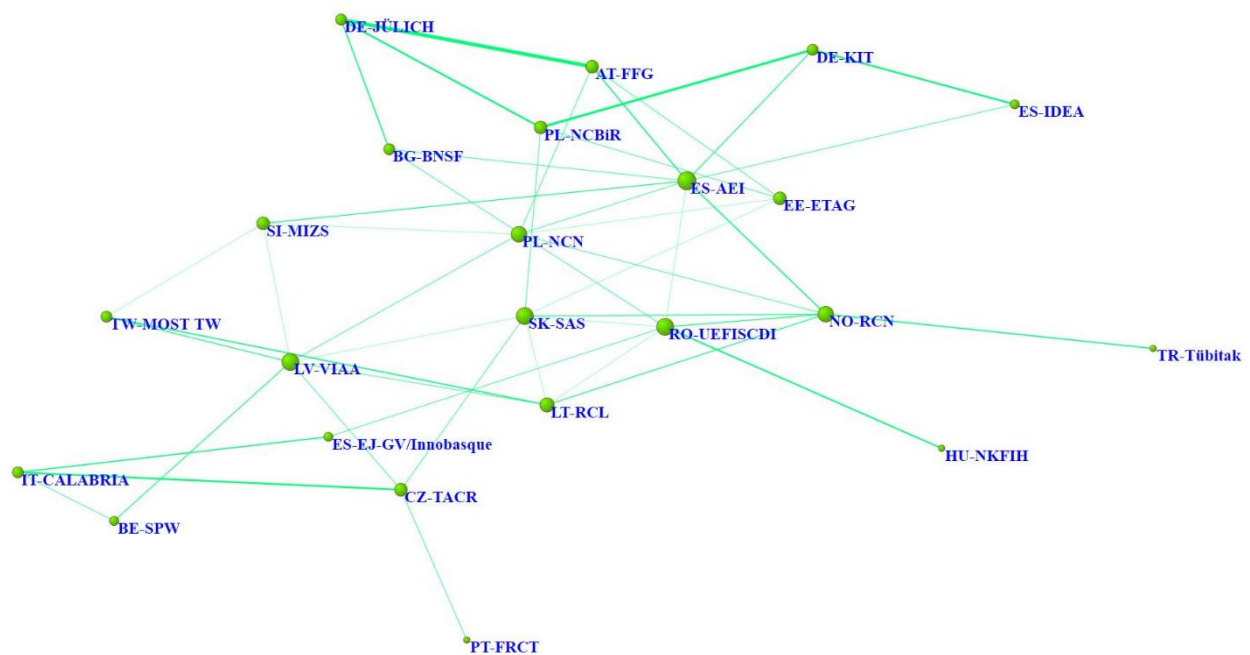 DE-JÜLICH
AT-FFG
DE-KIT
ES-IDEA
PL-NCBiR
BG-BNSF
ES-AEI
EE-ETAG
SI-MIZS
PL-NCN
TW-MOST TW
SK-SAS
RO-UEFISCDI
NO-RCN
TR-Tübitak
LV-VIAA
LT-RCL
ES-EJ-GV/Innobasque
HU-NKFIH
IT-CALABRIA
CZ-TACR
BE-SPW
PT-FRCT